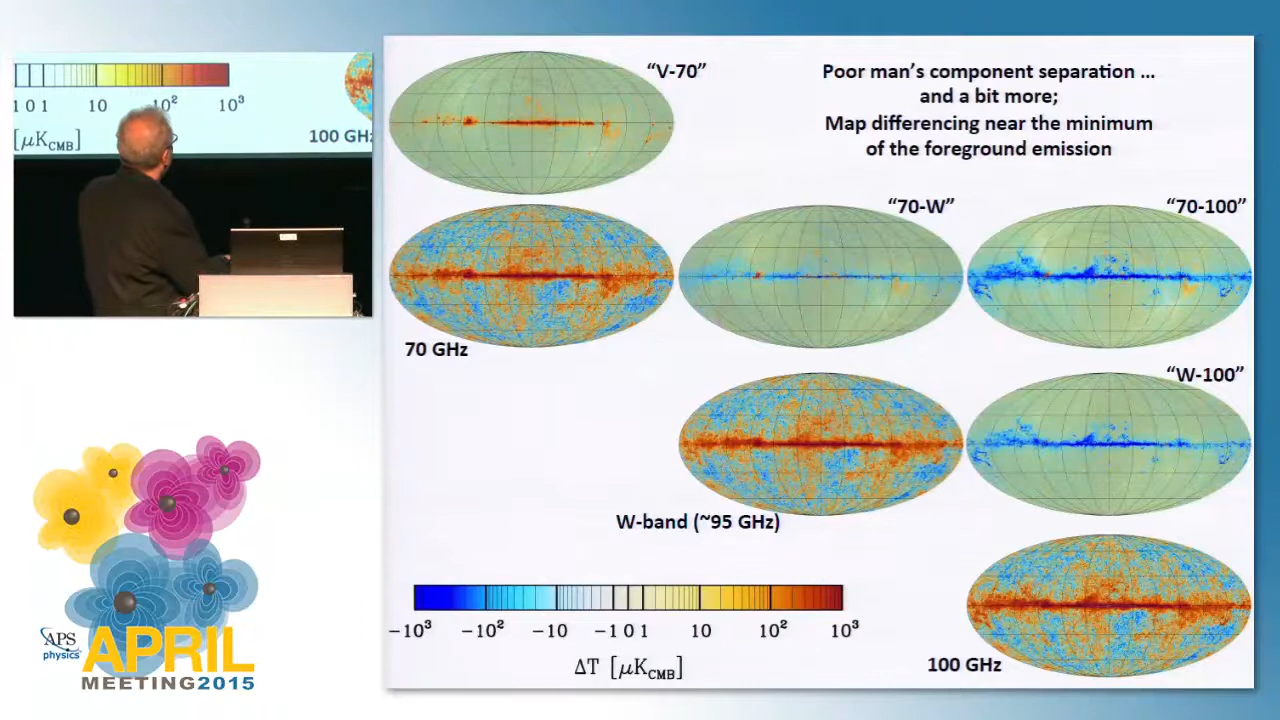 1 0 1 10 10² 10³
[μK_CMB]
100 GHz
"V-70"
Poor man's component separation ...
and a bit more;
Map differencing near the minimum
of the foreground emission
"70-W"
"70-100"
70 GHz
"W-100"
W-band (~95 GHz)
−10³ −10² −10 −1 0 1 10 10² 10³
ΔT [μK_CMB]
100 GHz
APS
physics
APRIL
MEETING2015